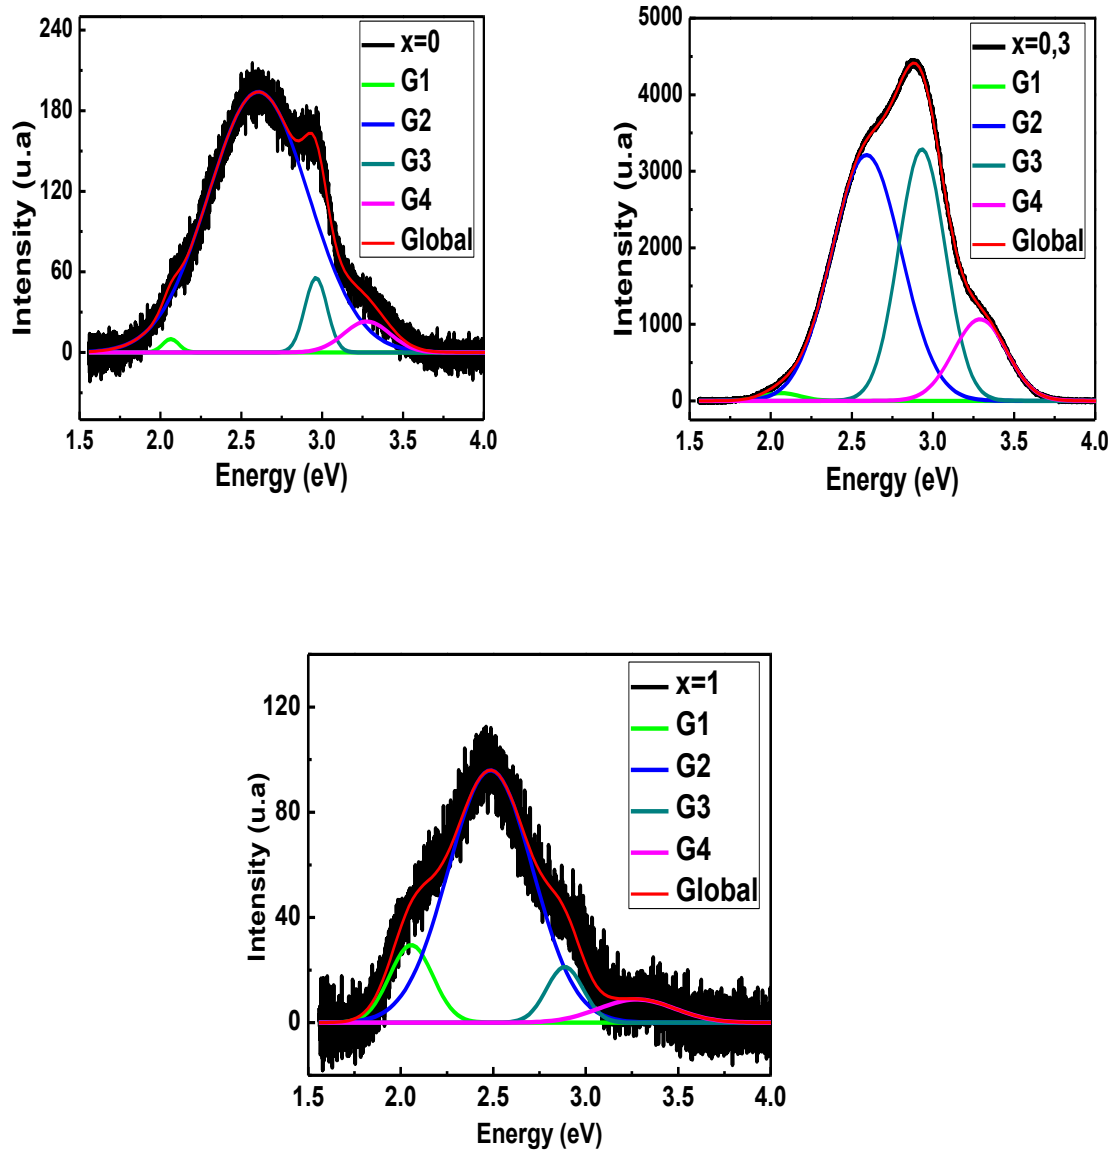 240
180
120
60
0
Intensity (u.a)
1.5 2.0 2.5 3.0 3.5 4.0
Energy (eV)
x=0
G1
G2
G3
G4
Global
5000
4000
3000
2000
1000
0
Intensity (u.a)
1.5 2.0 2.5 3.0 3.5 4.0
Energy (eV)
x=0,3
G1
G2
G3
G4
Global
120
80
40
0
Intensity (u.a)
1.5 2.0 2.5 3.0 3.5 4.0
Energy (eV)
x=1
G1
G2
G3
G4
Global